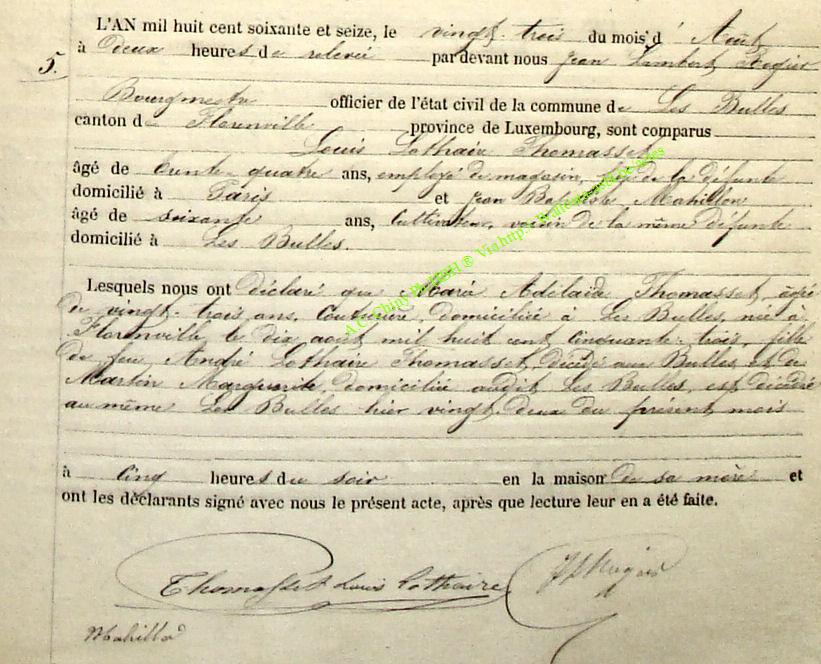 5.
L'AN mil huit cent soixante et seize, le vingt-trois du mois d'Août
à deux heures de relevée par devant nous Jean Lambert
Bourgmestre officier de l'état civil de la commune de Les Bulles
canton de Florenville province de Luxembourg, sont comparus
Louis Lothaire Thomasset
âgé de trente-quatre ans, employé de magasin, de la défunte
domicilié à Paris et Jean Baptiste Mahillon
âgé de soixante ans, Cultivateur, voisin de la même défunte
domicilié à Les Bulles.
Lesquels nous ont déclaré que Maria Adélaïde Thomasset, âgée
de vingt-trois ans, Couturière, domiciliée à Les Bulles, née à
Florenville le dix août mil huit cent cinquante-trois, fille
de feu André Lothaire Thomasset, décédé aux Bulles et de
Martin Marguerite domiciliée audit Les Bulles, est décédée
au même Les Bulles hier vingt-deux du présent mois
à cinq heures du soir en la maison de sa mère et
ont les déclarants signé avec nous le présent acte, après que lecture leur en a été faite.
Thomasset Louis Lothaire
Mahillo
A.C. Chiny